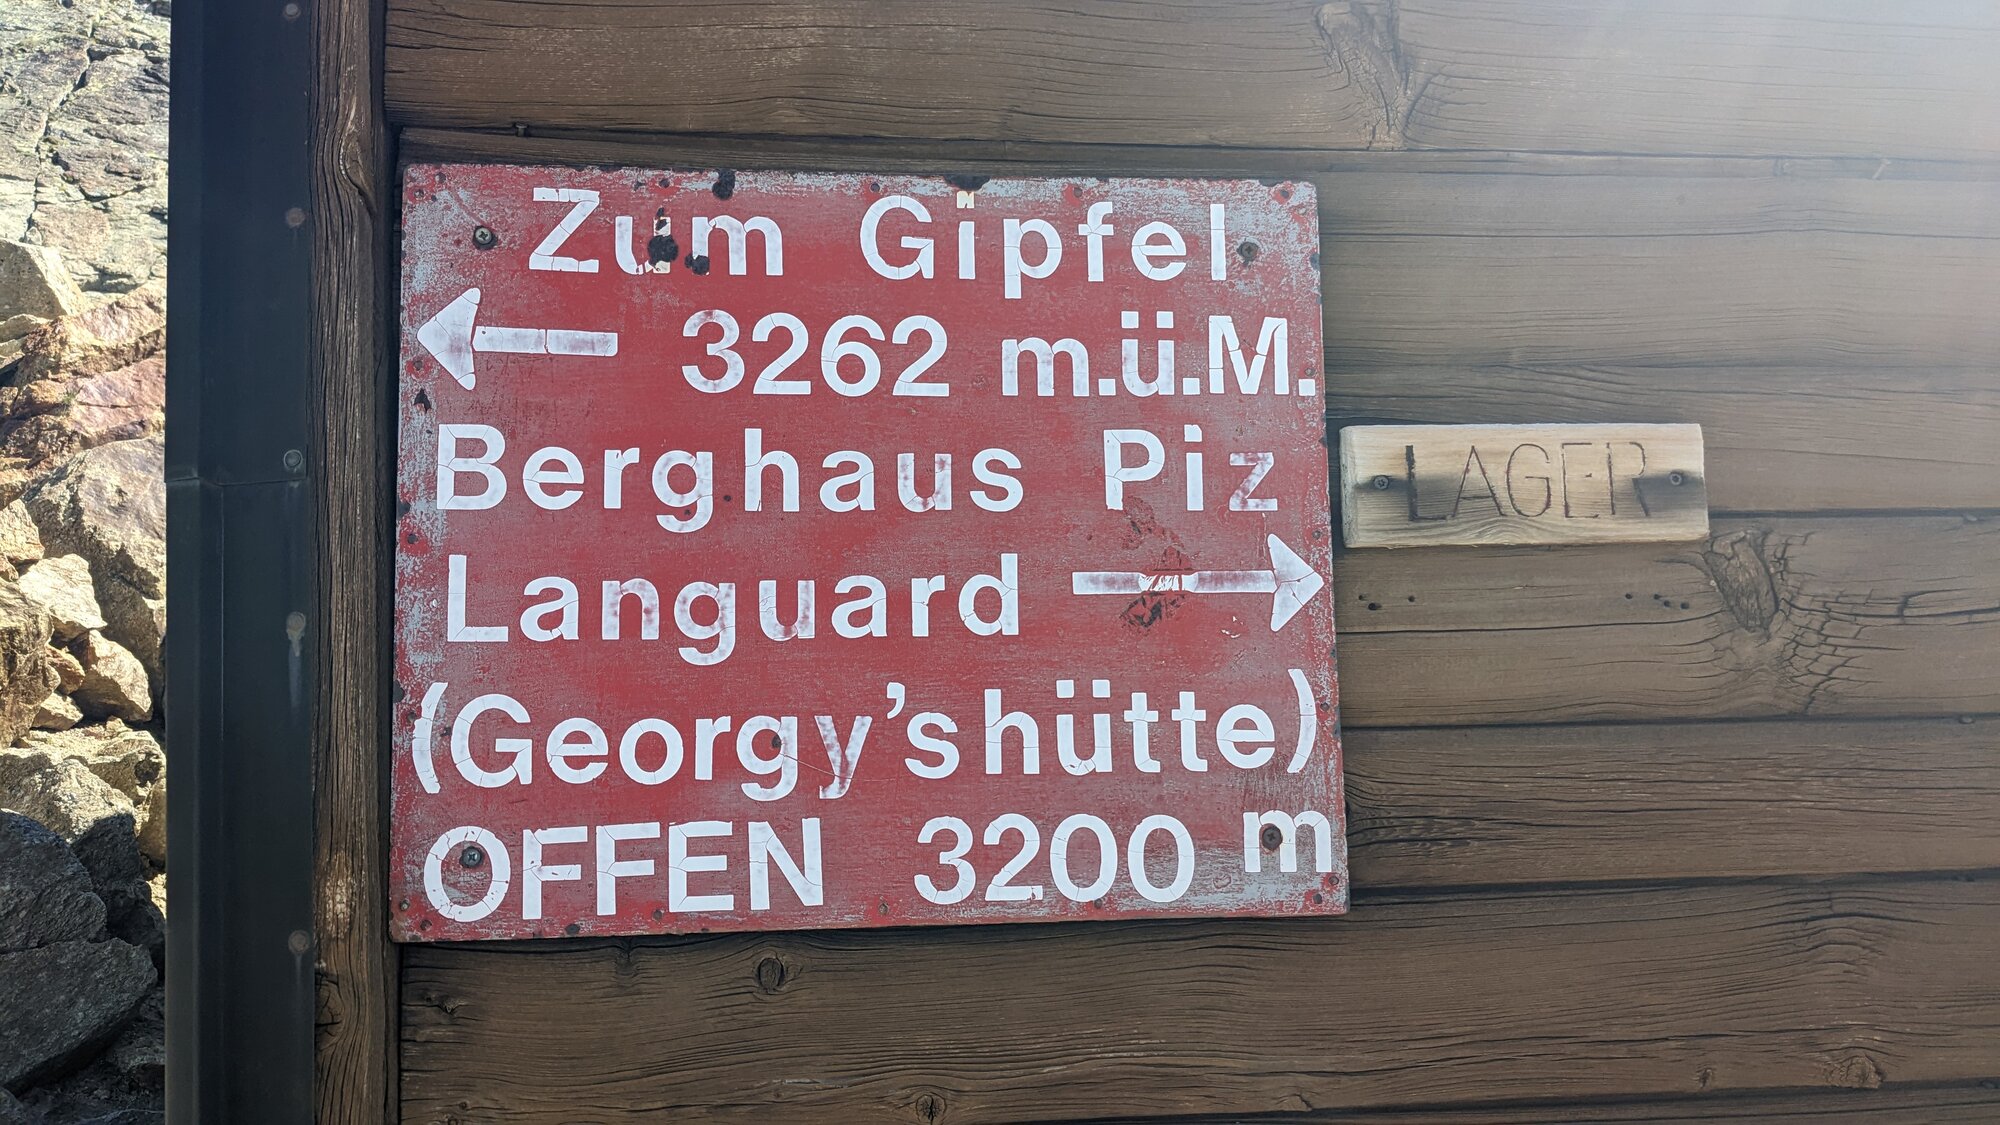 Zum Gipfel
3262 m.ü.M.
Berghaus Piz
Languard
(Georgy'shütte)
OFFEN 3200 m
LAGER